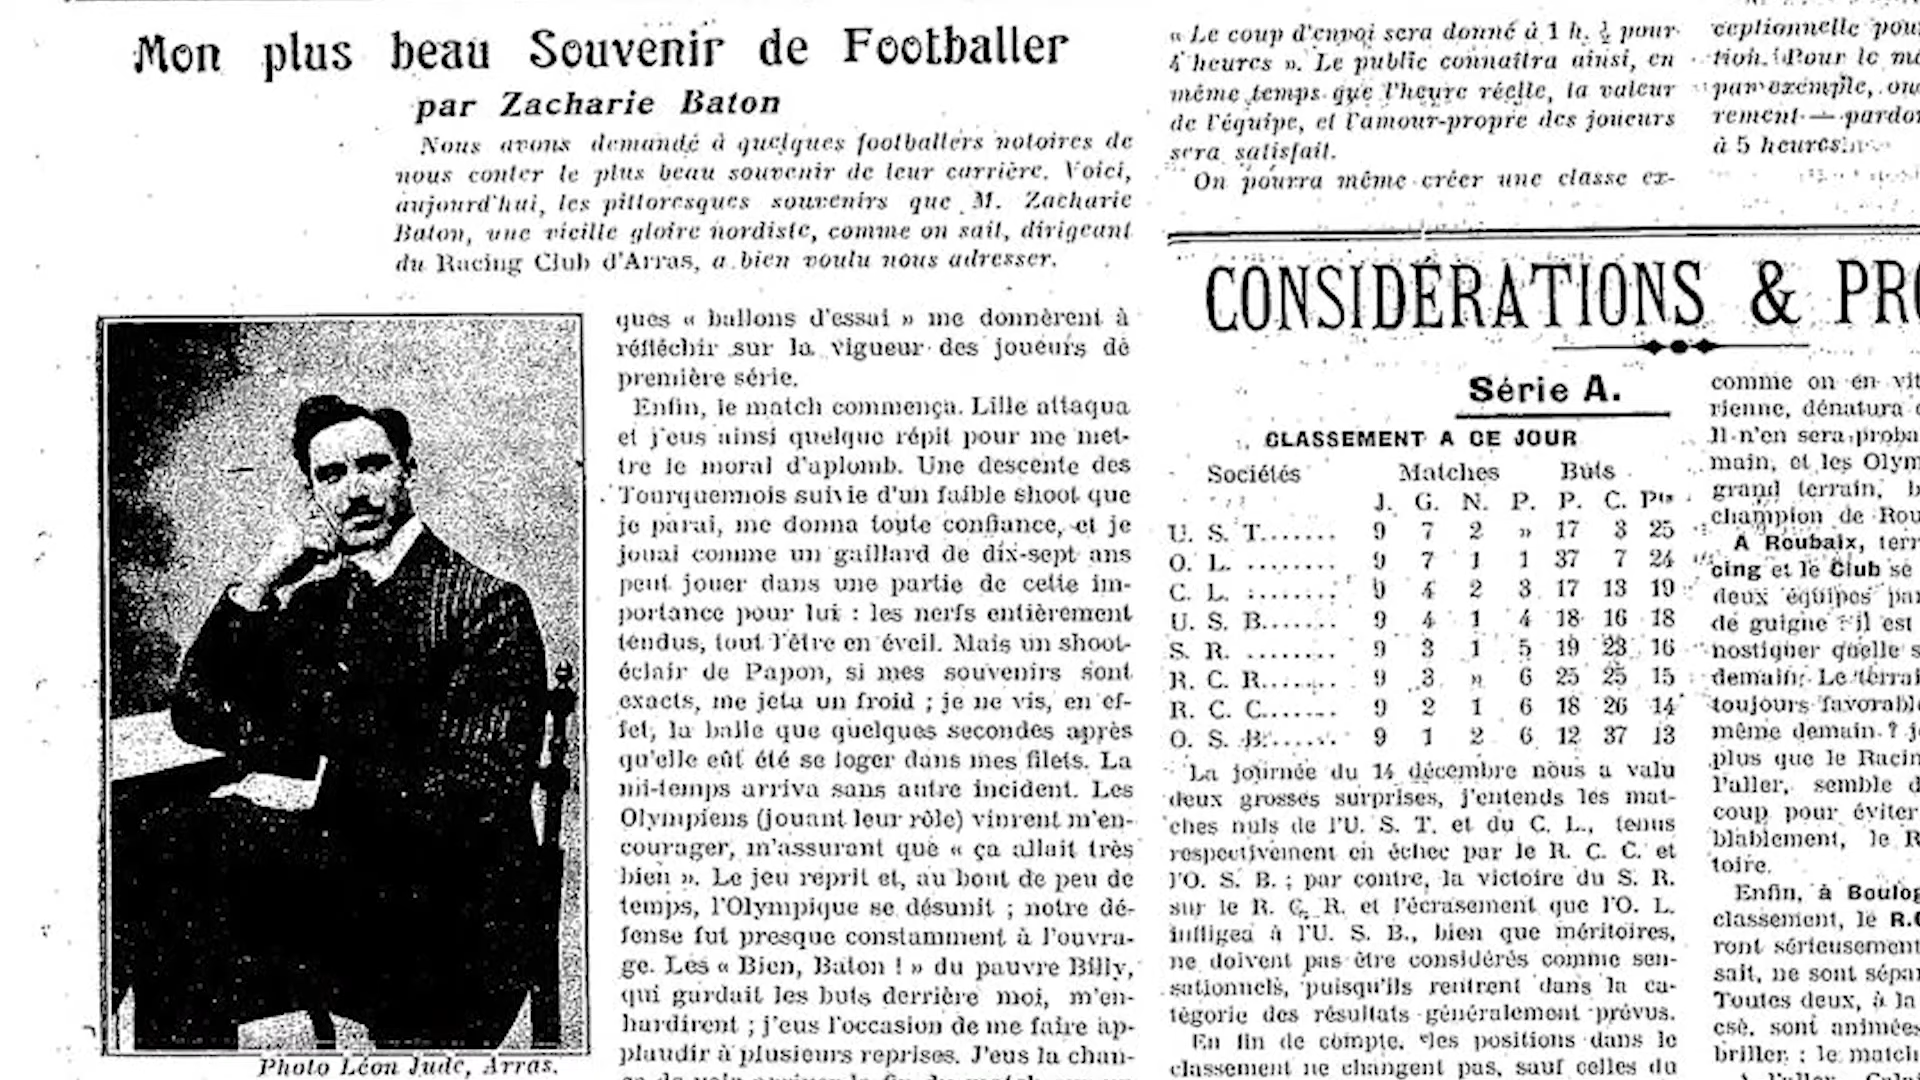 Mon plus beau Souvenir de Footballer
par Zacharie Baton
Nous avons demandé à quelques footballers notoires de
nous conter le plus beau souvenir de leur carrière. Voici,
aujourd'hui, les pittoresques souvenirs que M. Zacharie
Baton, une vieille gloire nordiste, comme on sait, dirigeant
du Racing Club d'Arras, a bien voulu nous adresser.
Photo Léon Jude, Arras.
ques « ballons d'essai » me donnèrent à
réfléchir sur la vigueur des joueurs de
première série.
Enfin, le match commença. Lille attaqua
et j'eus ainsi quelque répit pour me met-
tre le moral d'aplomb. Une descente des
Tourquennois suivie d'un faible shoot que
je parai, me donna toute confiance, et je
jouai comme un gaillard de dix-sept ans
peut jouer dans une partie de cette im-
portance pour lui : les nerfs entièrement
tendus, tout l'être en éveil. Mais un shoot-
éclair de Papon, si mes souvenirs sont
exacts, me jeta un froid ; je ne vis, en ef-
fet, la balle que quelques secondes après
qu'elle eût été se loger dans mes filets. La
mi-temps arriva sans autre incident. Les
Olympiens (jouant leur rôle) vinrent m'en-
courager, m'assurant que « ça allait très
bien ». Le jeu reprit et, au bout de peu de
temps, l'Olympique se désunit ; notre dé-
fense fut presque constamment à l'ouvra-
ge. Les « Bien, Baton ! » du pauvre Billy,
qui gardait les buts derrière moi, m'en-
hardirent ; j'eus l'occasion de me faire ap-
plaudir à plusieurs reprises. J'eus la chan-
« Le coup d'envoi sera donné à 1 h. ½ pour
4 heures ». Le public connaîtra ainsi, en
même temps que l'heure réelle, la valeur
de l'équipe, et l'amour-propre des joueurs
sera satisfait.
On pourra même créer une classe ex-
ceptionnelle pou
tion. Pour le ma
par exemple, on
rement — pardon
à 5 heures.
CONSIDÉRATIONS & PRO
Série A.
CLASSEMENT A CE JOUR
Sociétés Matches Buts
J. G. N. P. P. C. Pts
U. S. T....... 9 7 2 » 17 3 25
O. L. ........ 9 7 1 1 37 7 24
C. L. ........ 9 4 2 3 17 13 19
U. S. B....... 9 4 1 4 18 16 18
S. R. ........ 9 3 1 5 19 23 16
R. C. R....... 9 3 » 6 25 25 15
R. C. C....... 9 2 1 6 18 26 14
O. S. B....... 9 1 2 6 12 37 13
La journée du 14 décembre nous a valu
deux grosses surprises, j'entends les mat-
ches nuls de l'U. S. T. et du C. L., tenus
respectivement en échec par le R. C. C. et
l'O. S. B. ; par contre, la victoire du S. R.
sur le R. C. R. et l'écrasement que l'O. L.
infligea à l'U. S. B., bien que méritoires,
ne doivent pas être considérés comme sen-
sationnels, puisqu'ils rentrent dans la ca-
tégorie des résultats généralement prévus.
En fin de compte, les positions dans le
classement ne changent pas, sauf celles du
comme on en vit
rienne, dénatura
Il n'en sera proba
main, et les Olym
grand terrain,
champion de Rou
A Roubaix, terr
cing et le Club se
deux équipes par
de guigne il est
nostiquer quelle s
demain. Le terrai
toujours favorabl
même demain ? je
plus que le Racin
l'aller, semble d
coup pour éviter
blablement, le R
toire.
Enfin, à Boulog
classement, le R.C
ront sérieusement
sait, ne sont sépar
Toutes deux, à la
ese, sont animées
briller ; le match